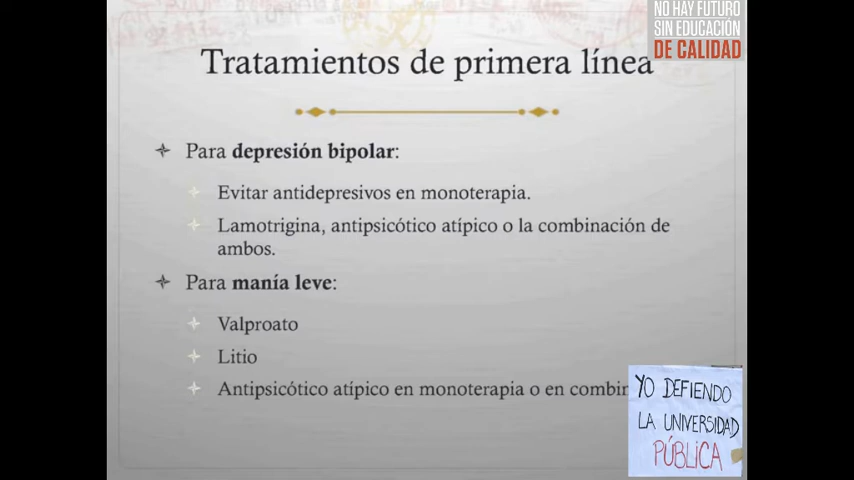 NO HAY FUTURO
SIN EDUCACIÓN
DE CALIDAD
Tratamientos de primera línea
Para depresión bipolar:
Evitar antidepresivos en monoterapia.
Lamotrigina, antipsicótico atípico o la combinación de
ambos.
Para manía leve:
Valproato
Litio
Antipsicótico atípico en monoterapia o en combin
YO DEFIENDO
LA UNIVERSIDAD
PÚBLICA